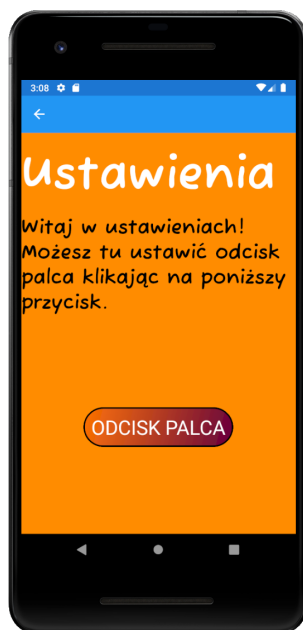 3:08
Ustawienia
Witaj w ustawieniach!
Możesz tu ustawić odcisk
palca klikając na poniższy
przycisk.
ODCISK PALCA